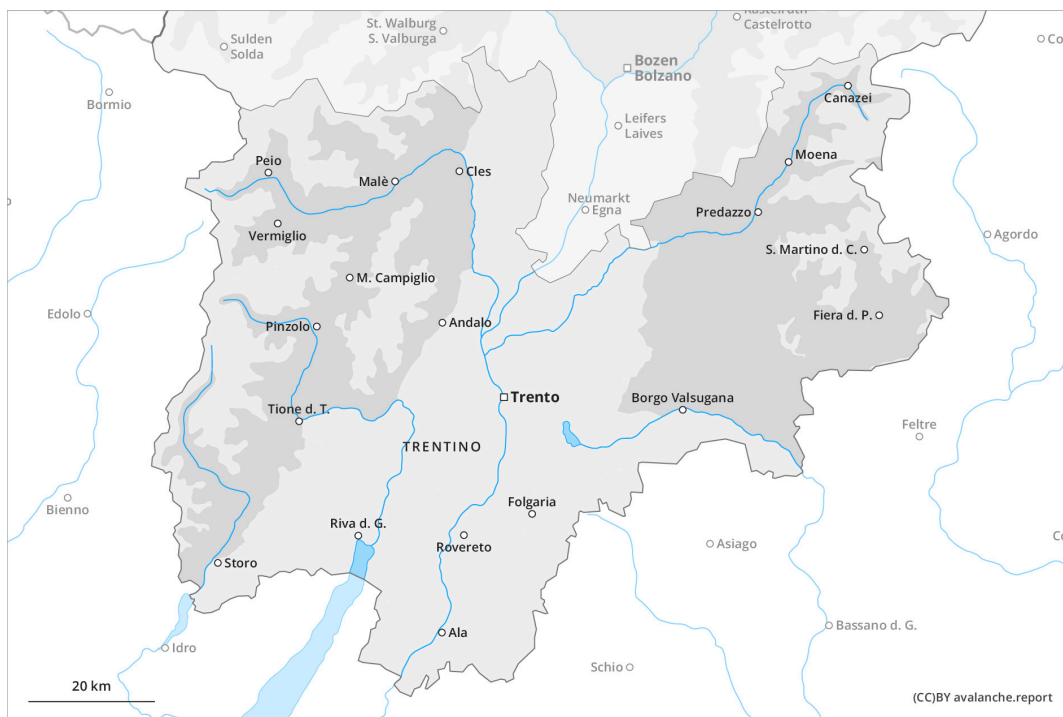 Kastelruth
Castelrotto
St. Walburg
S. Valburga
Sulden
Solda
Bozen
Bolzano
Bormio
Canazei
Leifers
Laives
Moena
Peio
Malè
Cles
Neumarkt
Egna
Predazzo
Vermiglio
Agordo
S. Martino d. C.
M. Campiglio
Edolo
Pinzolo
Andalo
Fiera d. P.
Trento
Borgo Valsugana
Tione d. T.
Feltre
TRENTINO
Bienno
Folgaria
Riva d. G.
Rovereto
Asiago
Storo
Bassano d. G.
Ala
Idro
Schio
20 km
(CC)BY avalanche.report